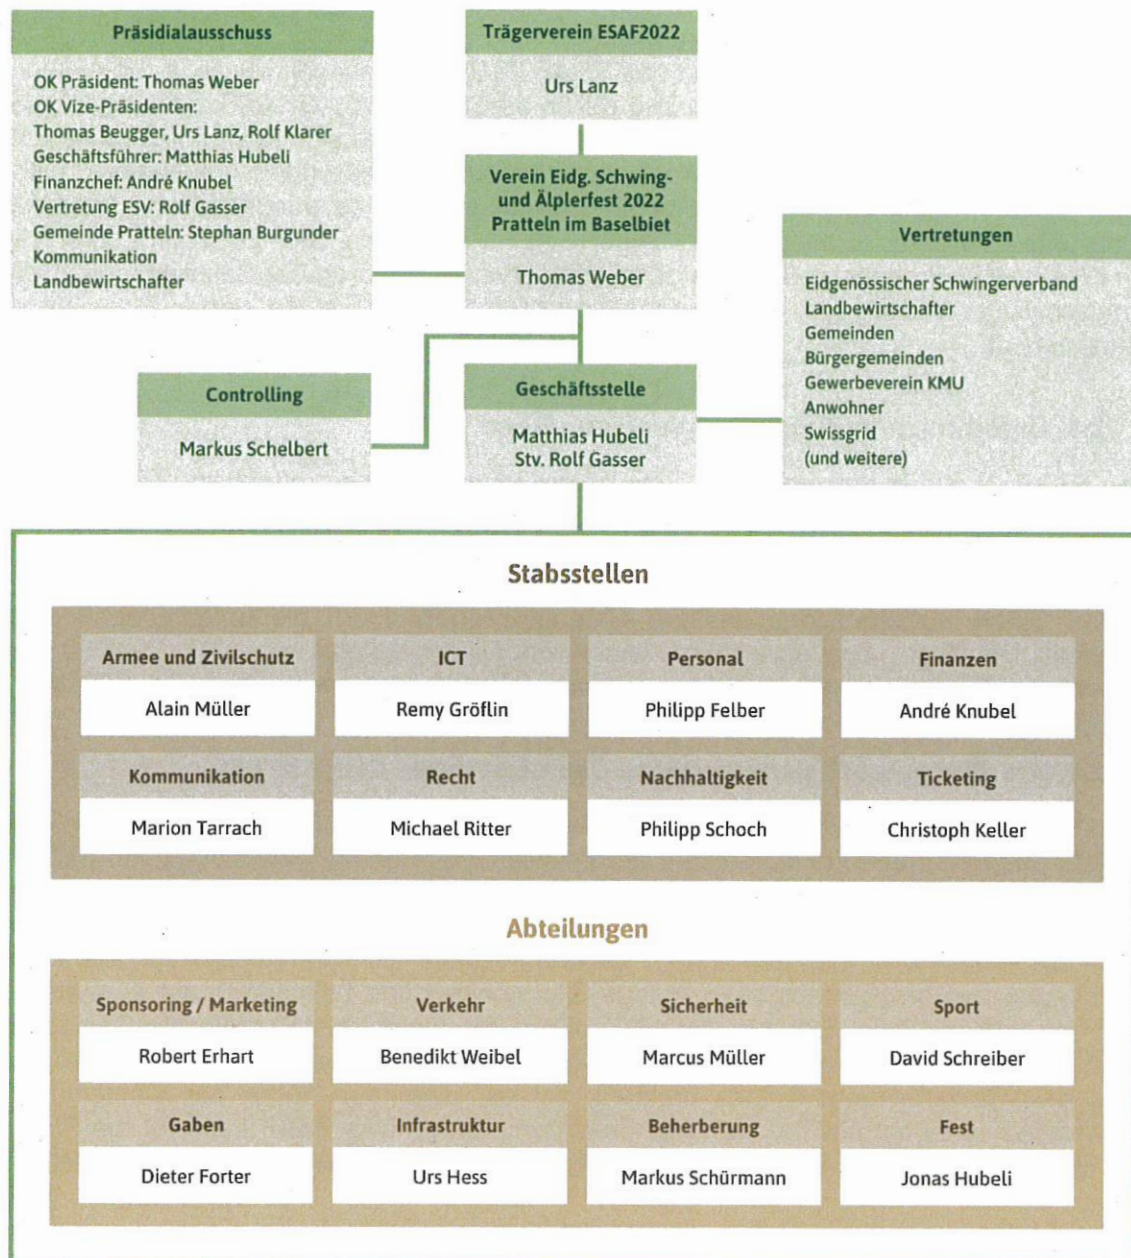 Präsidialausschuss
OK Präsident: Thomas Weber
OK Vize-Präsidenten:
Thomas Beugger, Urs Lanz, Rolf Klarer
Geschäftsführer: Matthias Hubeli
Finanzchef: André Knubel
Vertretung ESV: Rolf Gasser
Gemeinde Pratteln: Stephan Burgunder
Kommunikation
Landbewirtschafter
Trägerverein ESAF2022
Urs Lanz
Verein Eidg. Schwing-
und Älplerfest 2022
Pratteln im Baselbiet
Thomas Weber
Vertretungen
Eidgenössischer Schwingerverband
Landbewirtschafter
Gemeinden
Bürgergemeinden
Gewerbeverein KMU
Anwohner
Swissgrid
(und weitere)
Controlling
Markus Schelbert
Geschäftsstelle
Matthias Hubeli
Stv. Rolf Gasser
Stabsstellen
Armee und Zivilschutz
Alain Müller
ICT
Remy Gröflin
Personal
Philipp Felber
Finanzen
André Knubel
Kommunikation
Marion Tarrach
Recht
Michael Ritter
Nachhaltigkeit
Philipp Schoch
Ticketing
Christoph Keller
Abteilungen
Sponsoring / Marketing
Robert Erhart
Verkehr
Benedikt Weibel
Sicherheit
Marcus Müller
Sport
David Schreiber
Gaben
Dieter Forter
Infrastruktur
Urs Hess
Beherberung
Markus Schürmann
Fest
Jonas Hubeli